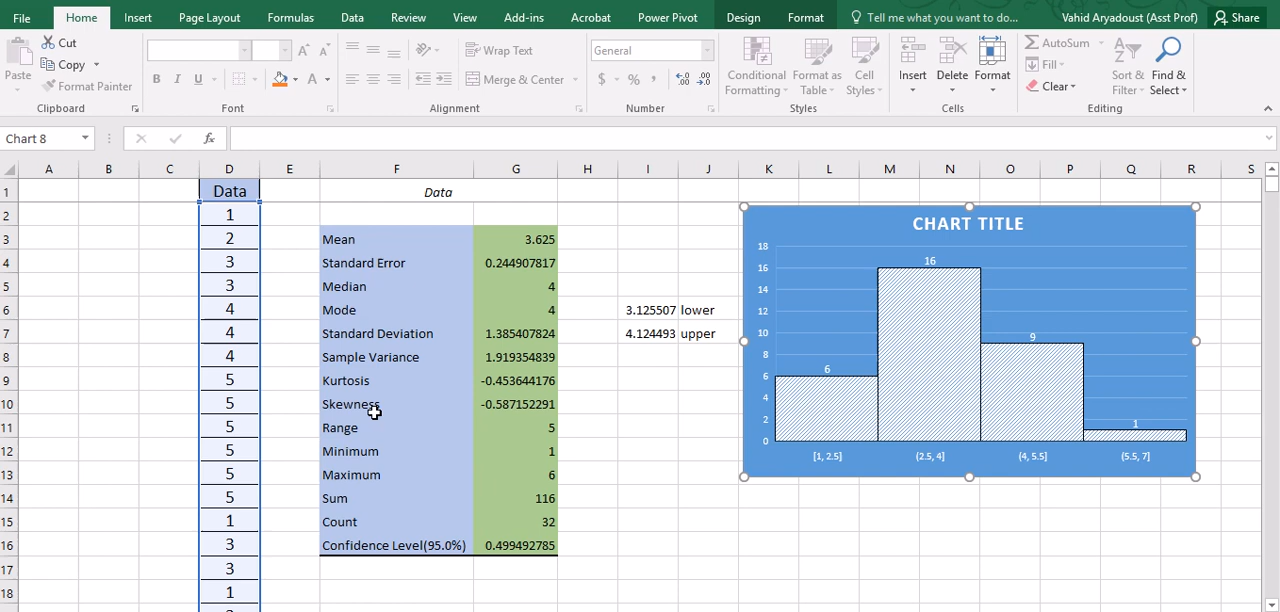 File Home Insert Page Layout Formulas Data Review View Add-ins Acrobat Power Pivot Design Format Tell me what you want to do... Vahid Aryadoust (Asst Prof) Share
Paste
Cut
Copy
Format Painter
Clipboard
B I U A
A A
Font
Wrap Text
Merge & Center
Alignment
General
$ % ,
Number
Conditional
Formatting
Format as
Table
Cell
Styles
Styles
Insert
Delete
Format
Cells
AutoSum
Fill
Clear
Sort &
Filter
Find &
Select
Editing
Chart 8 fx
A B C D E F G H I J K L M N O P Q R S
1 Data Data
2 1
3 2 Mean 3.625
4 3 Standard Error 0.244907817
5 3 Median 4
6 4 Mode 4 3.125507 lower
7 4 Standard Deviation 1.385407824 4.124493 upper
8 4 Sample Variance 1.919354839
9 5 Kurtosis -0.453644176
10 5 Skewness -0.587152291
11 5 Range 5
12 5 Minimum 1
13 5 Maximum 6
14 5 Sum 116
15 1 Count 32
16 3 Confidence Level(95.0%) 0.499492785
17 3
18 1
CHART TITLE
18
16
14
12
10
8
6
4
2
0
6
16
9
1
[1, 2.5] (2.5, 4] (4, 5.5] (5.5, 7]